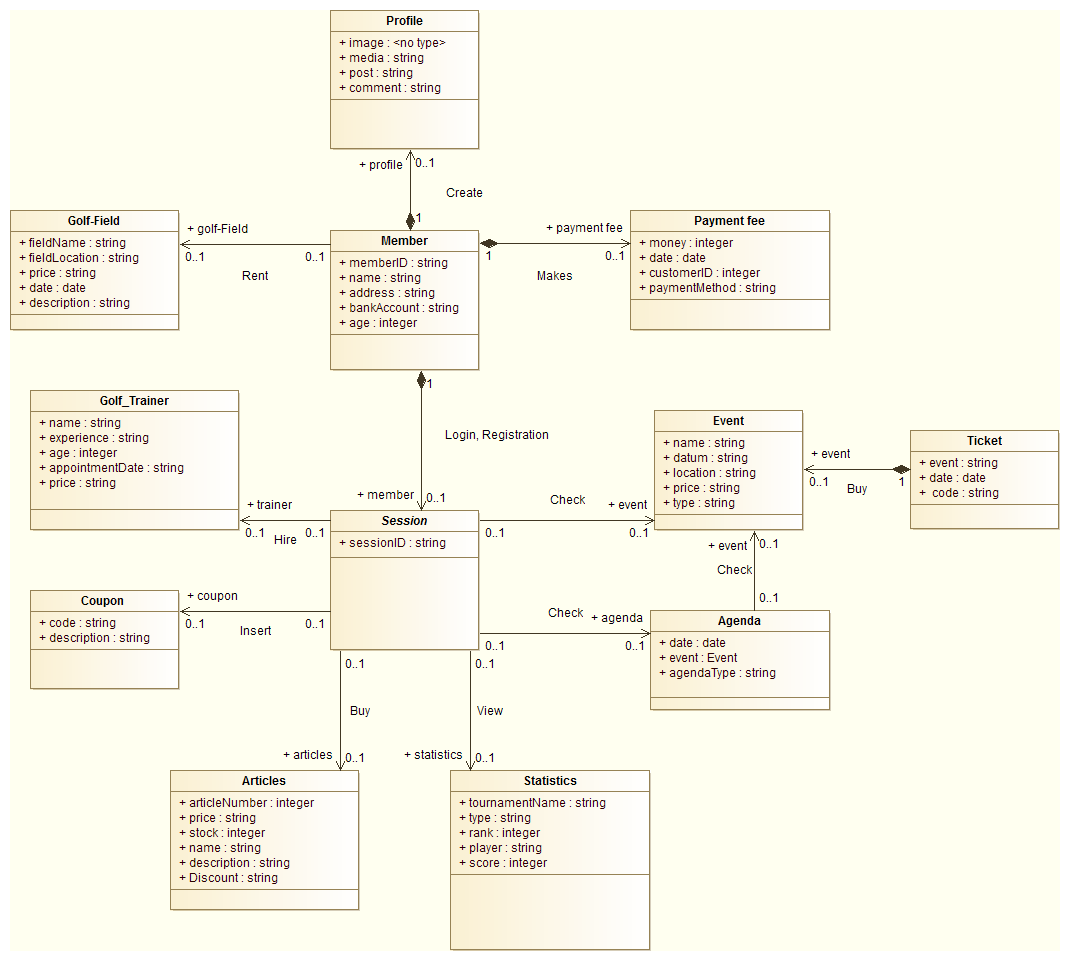 Profile
+ image : <no type>
+ media : string
+ post : string
+ comment : string
+ profile
0..1
Create
1
Golf-Field
+ fieldName : string
+ fieldLocation : string
+ price : string
+ date : date
+ description : string
+ golf-Field
0..1
0..1
Rent
Member
+ memberID : string
+ name : string
+ address : string
+ bankAccount : string
+ age : integer
+ payment fee
1
0..1
Makes
Payment fee
+ money : integer
+ date : date
+ customerID : integer
+ paymentMethod : string
1
Login, Registration
+ member
0..1
Golf_Trainer
+ name : string
+ experience : string
+ age : integer
+ appointmentDate : string
+ price : string
+ trainer
0..1
0..1
Hire
Session
+ sessionID : string
Check
+ event
0..1
0..1
Event
+ name : string
+ datum : string
+ location : string
+ price : string
+ type : string
+ event
0..1
1
Buy
Ticket
+ event : string
+ date : date
+ code : string
+ event
0..1
Check
0..1
Coupon
+ code : string
+ description : string
+ coupon
0..1
0..1
Insert
Check
+ agenda
0..1
0..1
Agenda
+ date : date
+ event : Event
+ agendaType : string
0..1
Buy
+ articles
0..1
0..1
View
+ statistics
0..1
Articles
+ articleNumber : integer
+ price : string
+ stock : integer
+ name : string
+ description : string
+ Discount : string
Statistics
+ tournamentName : string
+ type : string
+ rank : integer
+ player : string
+ score : integer